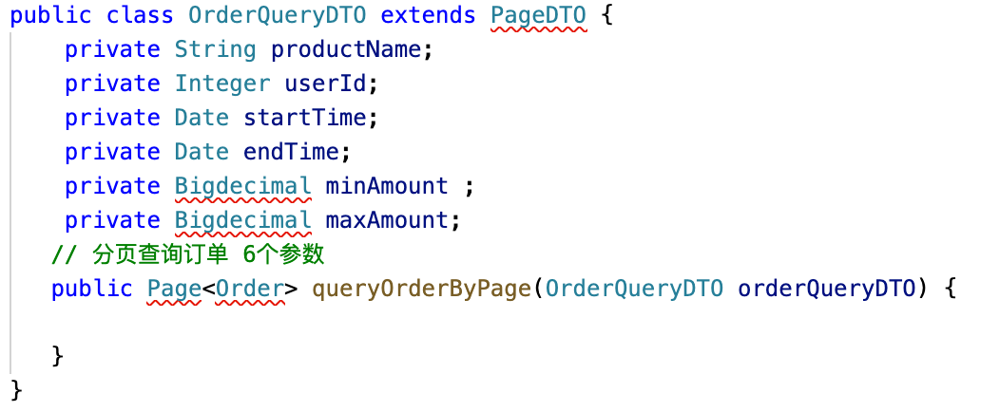 public class OrderQueryDTO extends PageDTO {
    private String productName;
    private Integer userId;
    private Date startTime;
    private Date endTime;
    private Bigdecimal minAmount ;
    private Bigdecimal maxAmount;
   // 分页查询订单 6个参数
   public Page<Order> queryOrderByPage(OrderQueryDTO orderQueryDTO) {
   }
}